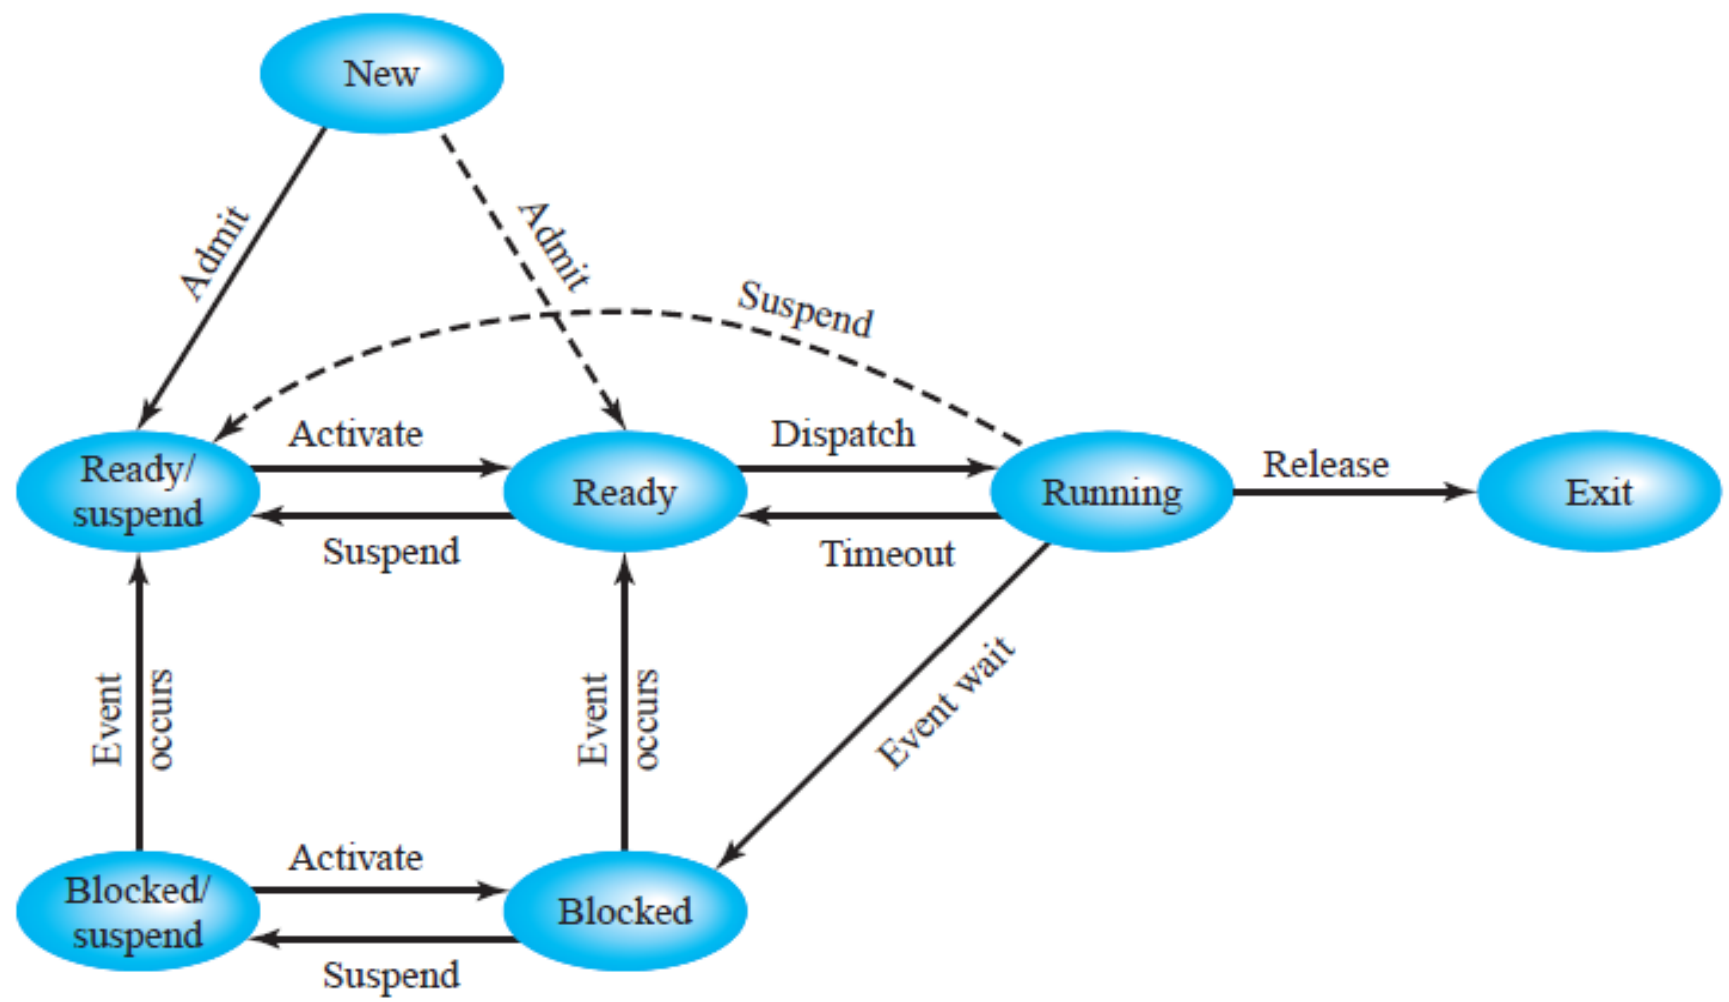 New
Admit
Admit
Suspend
Activate
Dispatch
Release
Ready/
suspend
Ready
Running
Exit
Suspend
Timeout
Event
occurs
Event
occurs
Event wait
Activate
Blocked/
suspend
Blocked
Suspend